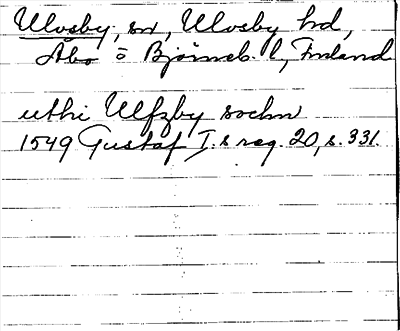 Ulvsby, sn, Ulvsby hd,
Åbo o Björneb. l, Finland
uthi Ulfzby sochn
1549 Gustaf I:s reg. 20, s. 331.